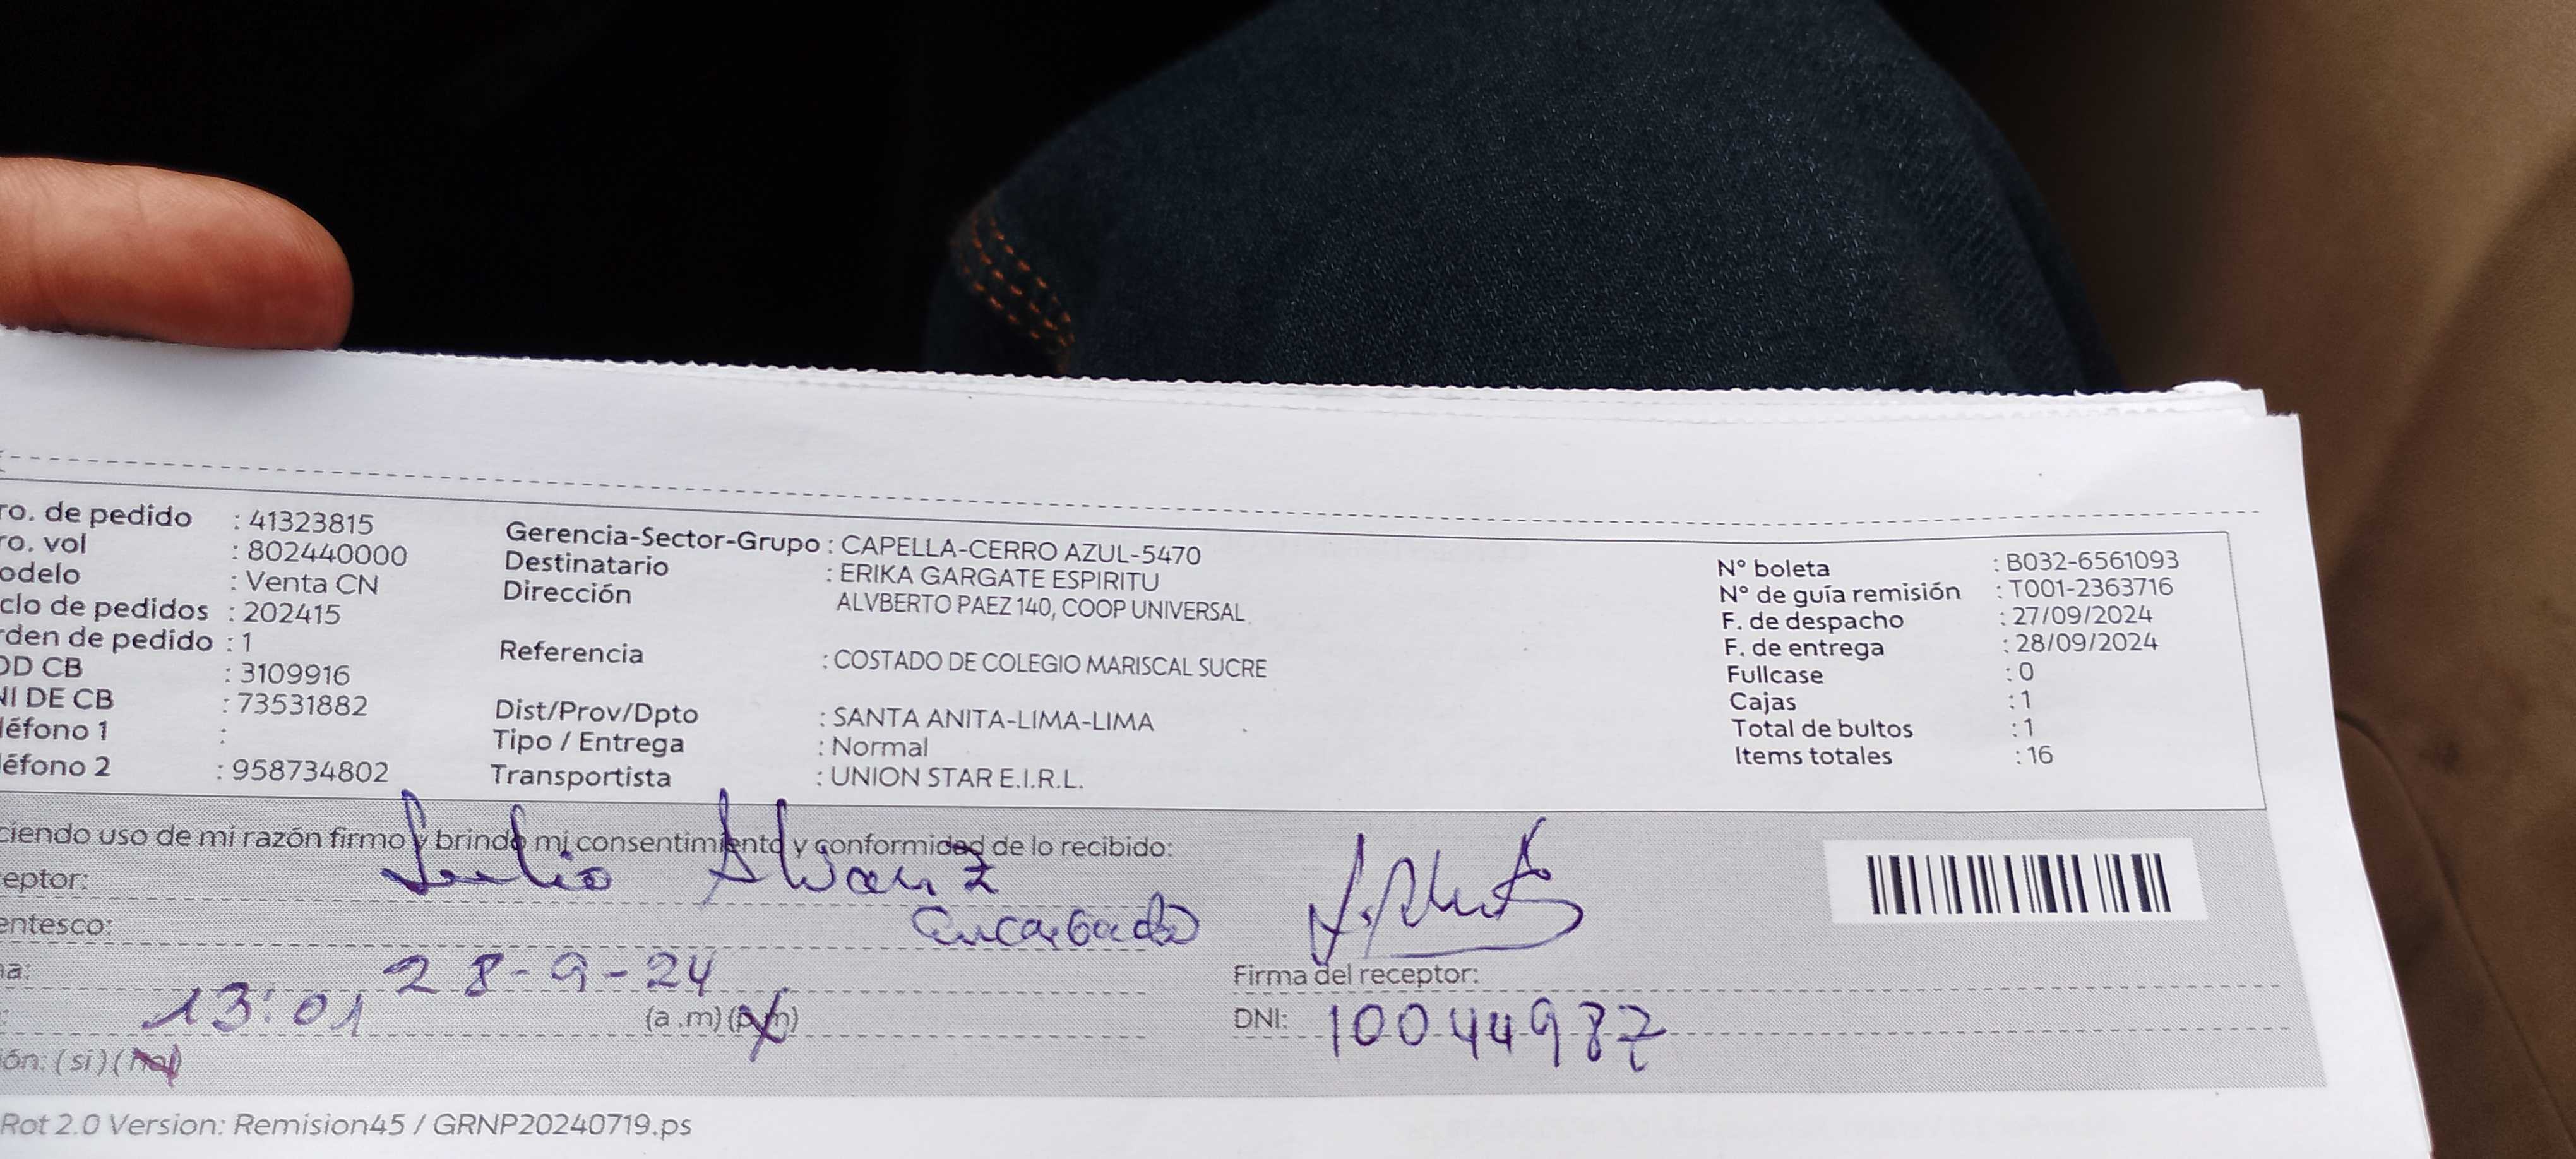 ro. de pedido : 41323815
ro. vol : 802440000
odelo : Venta CN
clo de pedidos : 202415
rden de pedido : 1
OD CB : 3109916
NI DE CB : 73531882
léfono 1 :
léfono 2 : 958734802
Gerencia-Sector-Grupo : CAPELLA-CERRO AZUL-5470
Destinatario : ERIKA GARGATE ESPIRITU
Dirección ALVBERTO PAEZ 140, COOP UNIVERSAL
Referencia : COSTADO DE COLEGIO MARISCAL SUCRE
Dist/Prov/Dpto : SANTA ANITA-LIMA-LIMA
Tipo / Entrega : Normal
Transportista : UNION STAR E.I.R.L.
N° boleta : B032-6561093
N° de guía remisión : T001-2363716
F. de despacho : 27/09/2024
F. de entrega : 28/09/2024
Fullcase : 0
Cajas : 1
Total de bultos : 1
Items totales : 16
ciendo uso de mi razón firmo y brindo mi consentimiento y conformidad de lo recibido:
eptor: Alvarez
entesco: encargado
na: 28-9-24
: 13:01 (a .m) (p.m)
ión: (si) (no)
Firma del receptor:
DNI: 10044987
Rot 2.0 Version: Remision45 / GRNP20240719.ps